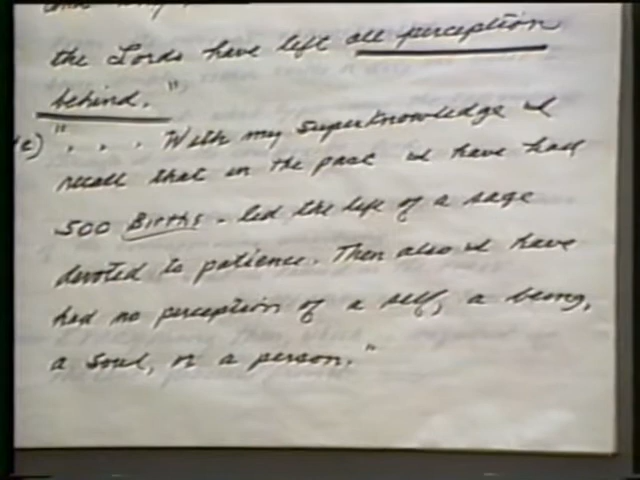 the Lords have left all perception
behind."
e) ". . . With my superknowledge I
recall that in the past I have had
500 Births - led the life of a sage
devoted to patience. Then also I have
had no perception of a self, a being,
a soul, or a person."